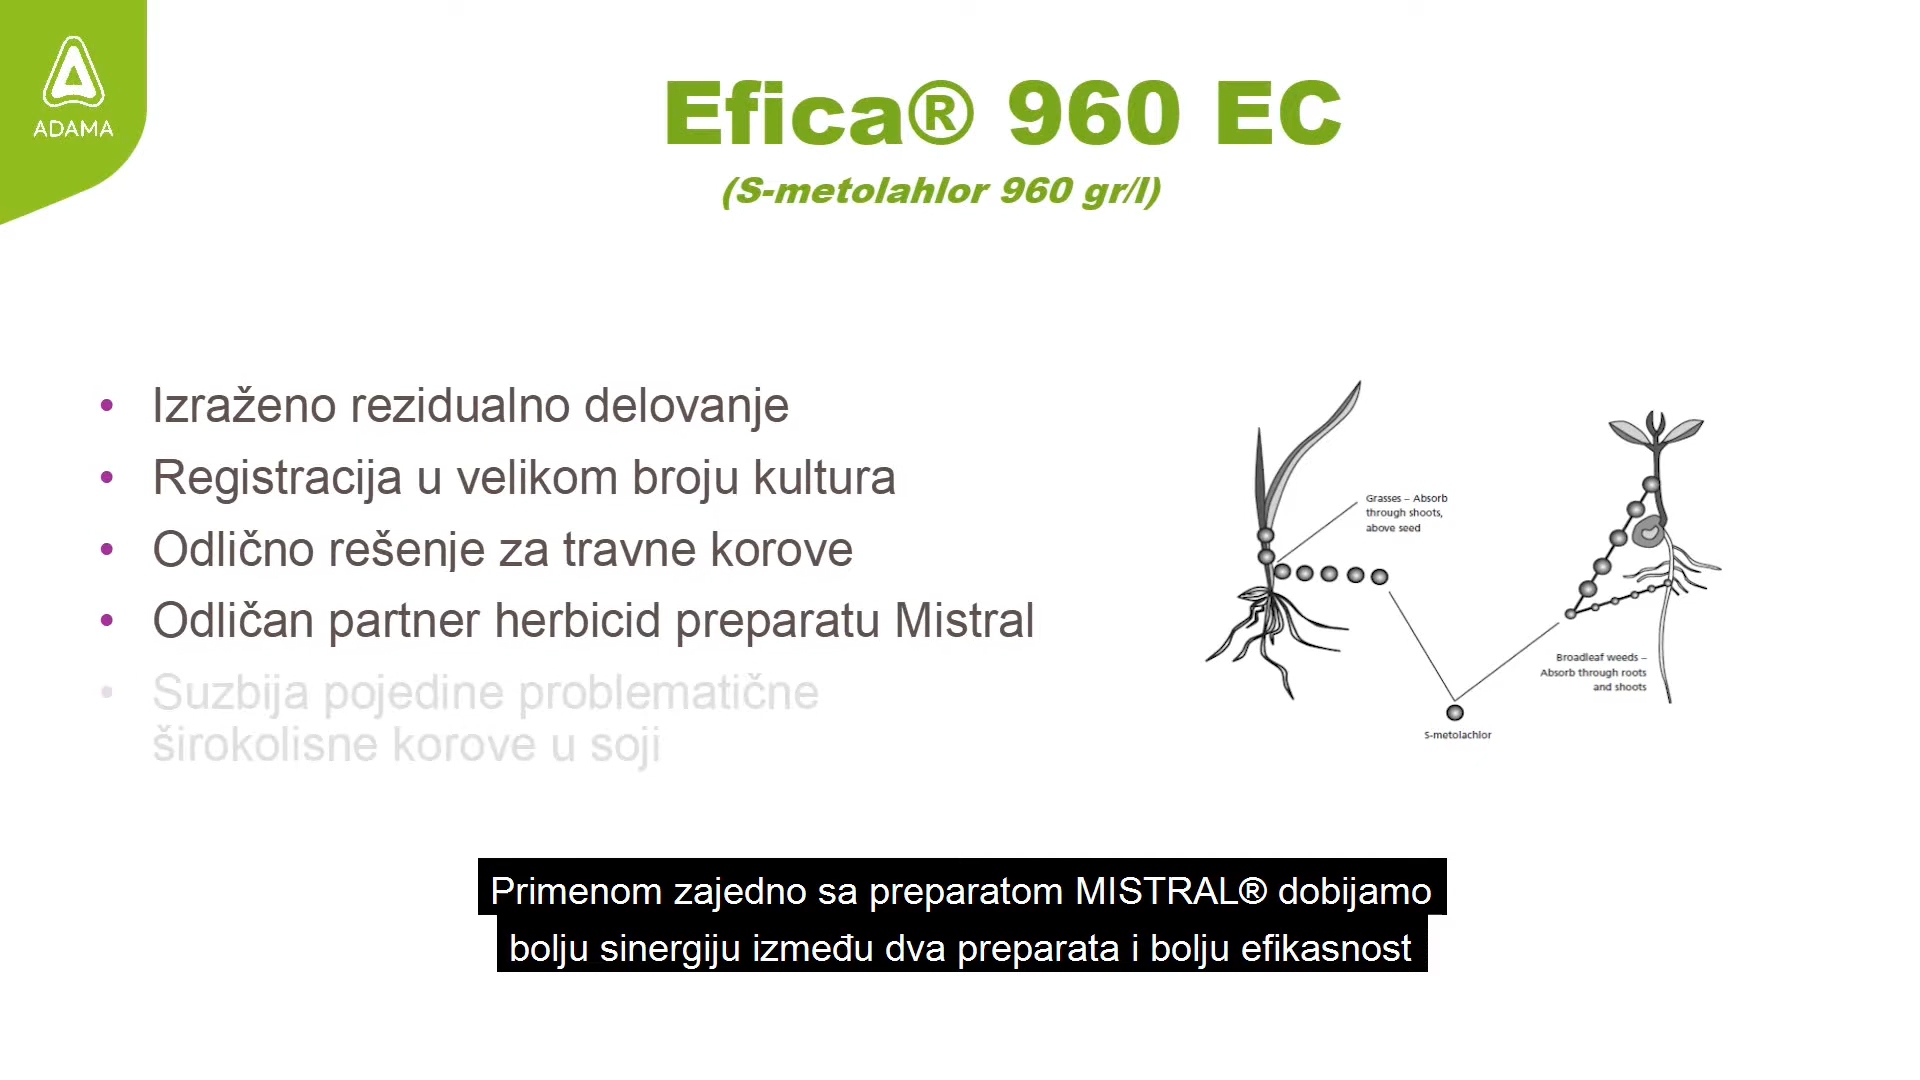 ADAMA
Efica® 960 EC
(S-metolahlor 960 gr/l)
• Izraženo rezidualno delovanje
• Registracija u velikom broju kultura
• Odlično rešenje za travne korove
• Odličan partner herbicid preparatu Mistral
• Suzbija pojedine problematične
širokolisne korove u soji
Grasses – Absorb
through shoots,
above seed
Broadleaf weeds –
Absorb through roots
and shoots
S-metolachlor
Primenom zajedno sa preparatom MISTRAL® dobijamo
bolju sinergiju između dva preparata i bolju efikasnost